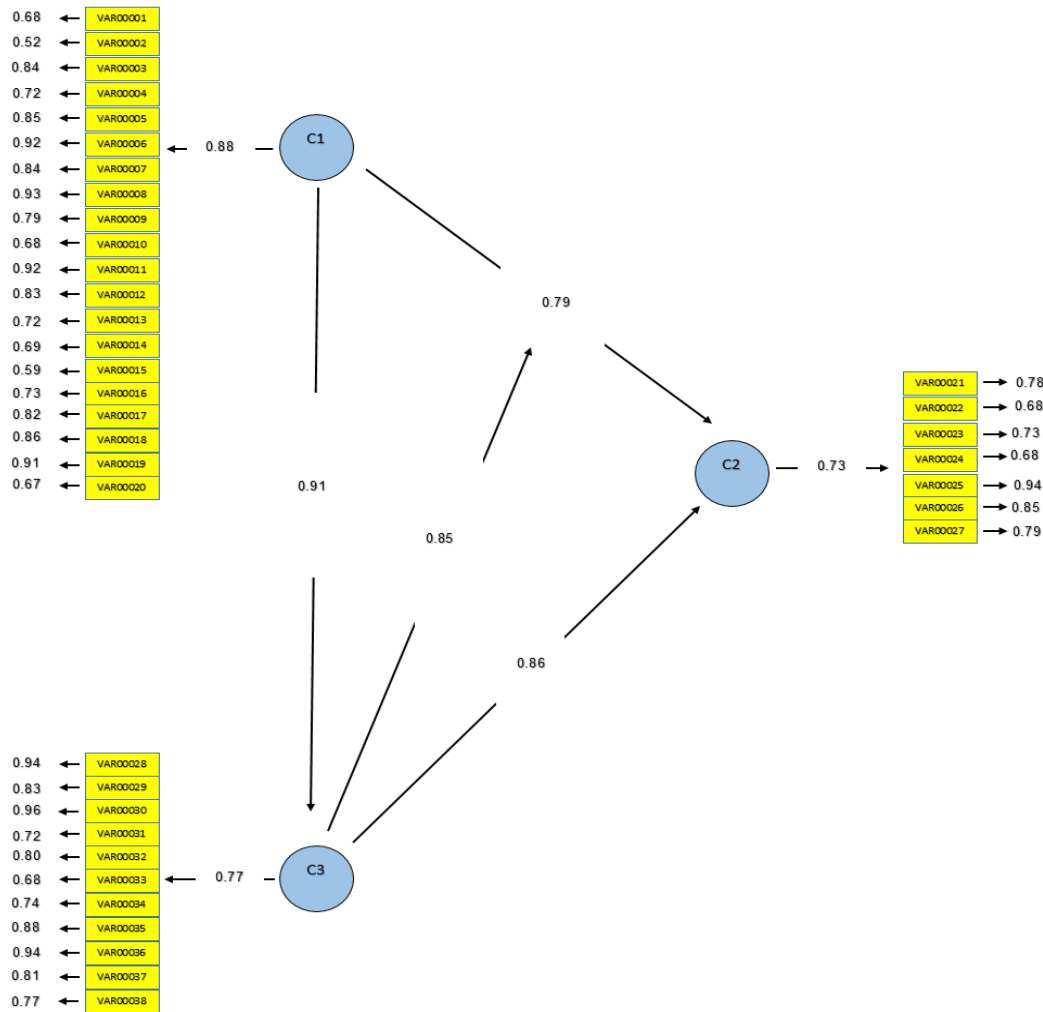 0.68 VAR00001
0.52 VAR00002
0.84 VAR00003
0.72 VAR00004
0.85 VAR00005
0.92 VAR00006
0.88
C1
0.84 VAR00007
0.93 VAR00008
0.79 VAR00009
0.68 VAR00010
0.92 VAR00011
0.83 VAR00012
0.79
0.72 VAR00013
0.69 VAR00014
0.59 VAR00015
0.73 VAR00016
0.82 VAR00017
0.86 VAR00018
0.91 VAR00019
0.67 VAR00020
0.91
0.85
0.86
C2
0.73
VAR00021 0.78
VAR00022 0.68
VAR00023 0.73
VAR00024 0.68
VAR00025 0.94
VAR00026 0.85
VAR00027 0.79
0.94 VAR00028
0.83 VAR00029
0.96 VAR00030
0.72 VAR00031
0.80 VAR00032
0.68 VAR00033
0.77
C3
0.74 VAR00034
0.88 VAR00035
0.94 VAR00036
0.81 VAR00037
0.77 VAR00038